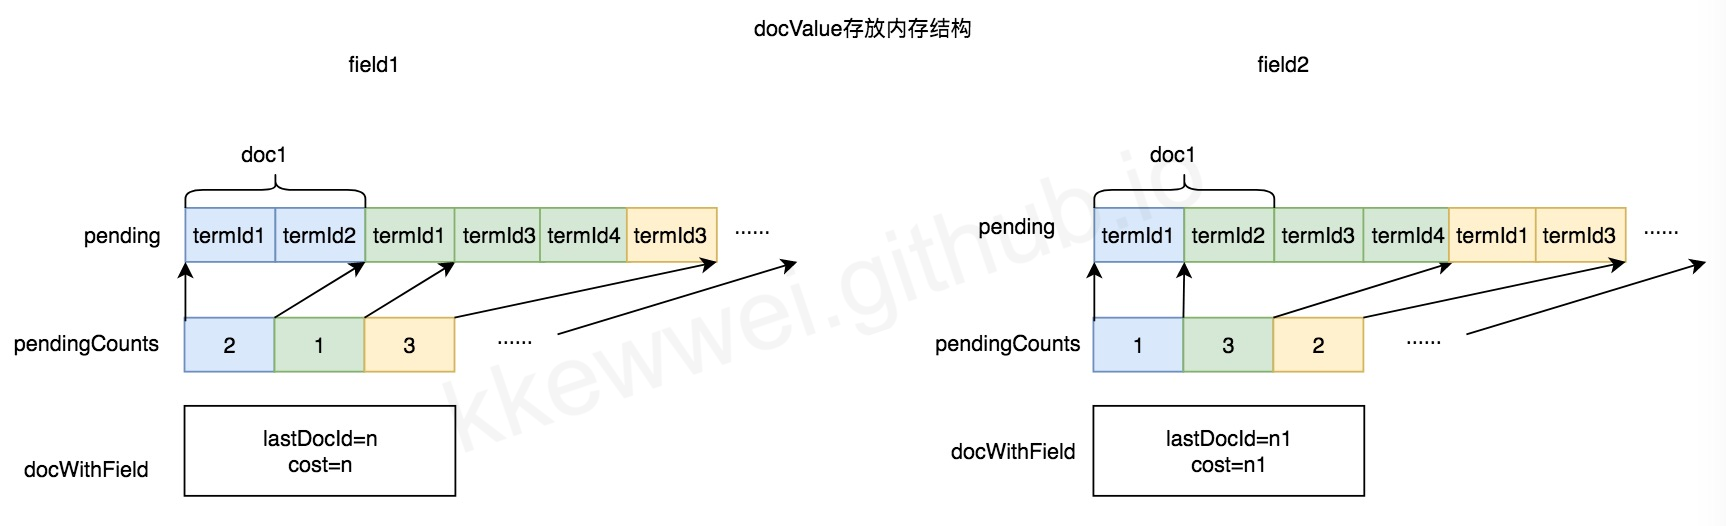 docValue存放内存结构
field1
field2
doc1
doc1
pending
termId1 termId2 termId1 termId3 termId4 termId3 ······
pending
termId1 termId2 termId3 termId4 termId1 termId3 ······
pendingCounts
2 1 3 ······
pendingCounts
1 3 2 ······
docWithField
lastDocId=n
cost=n
docWithField
lastDocId=n1
cost=n1
kkewwei.github.io